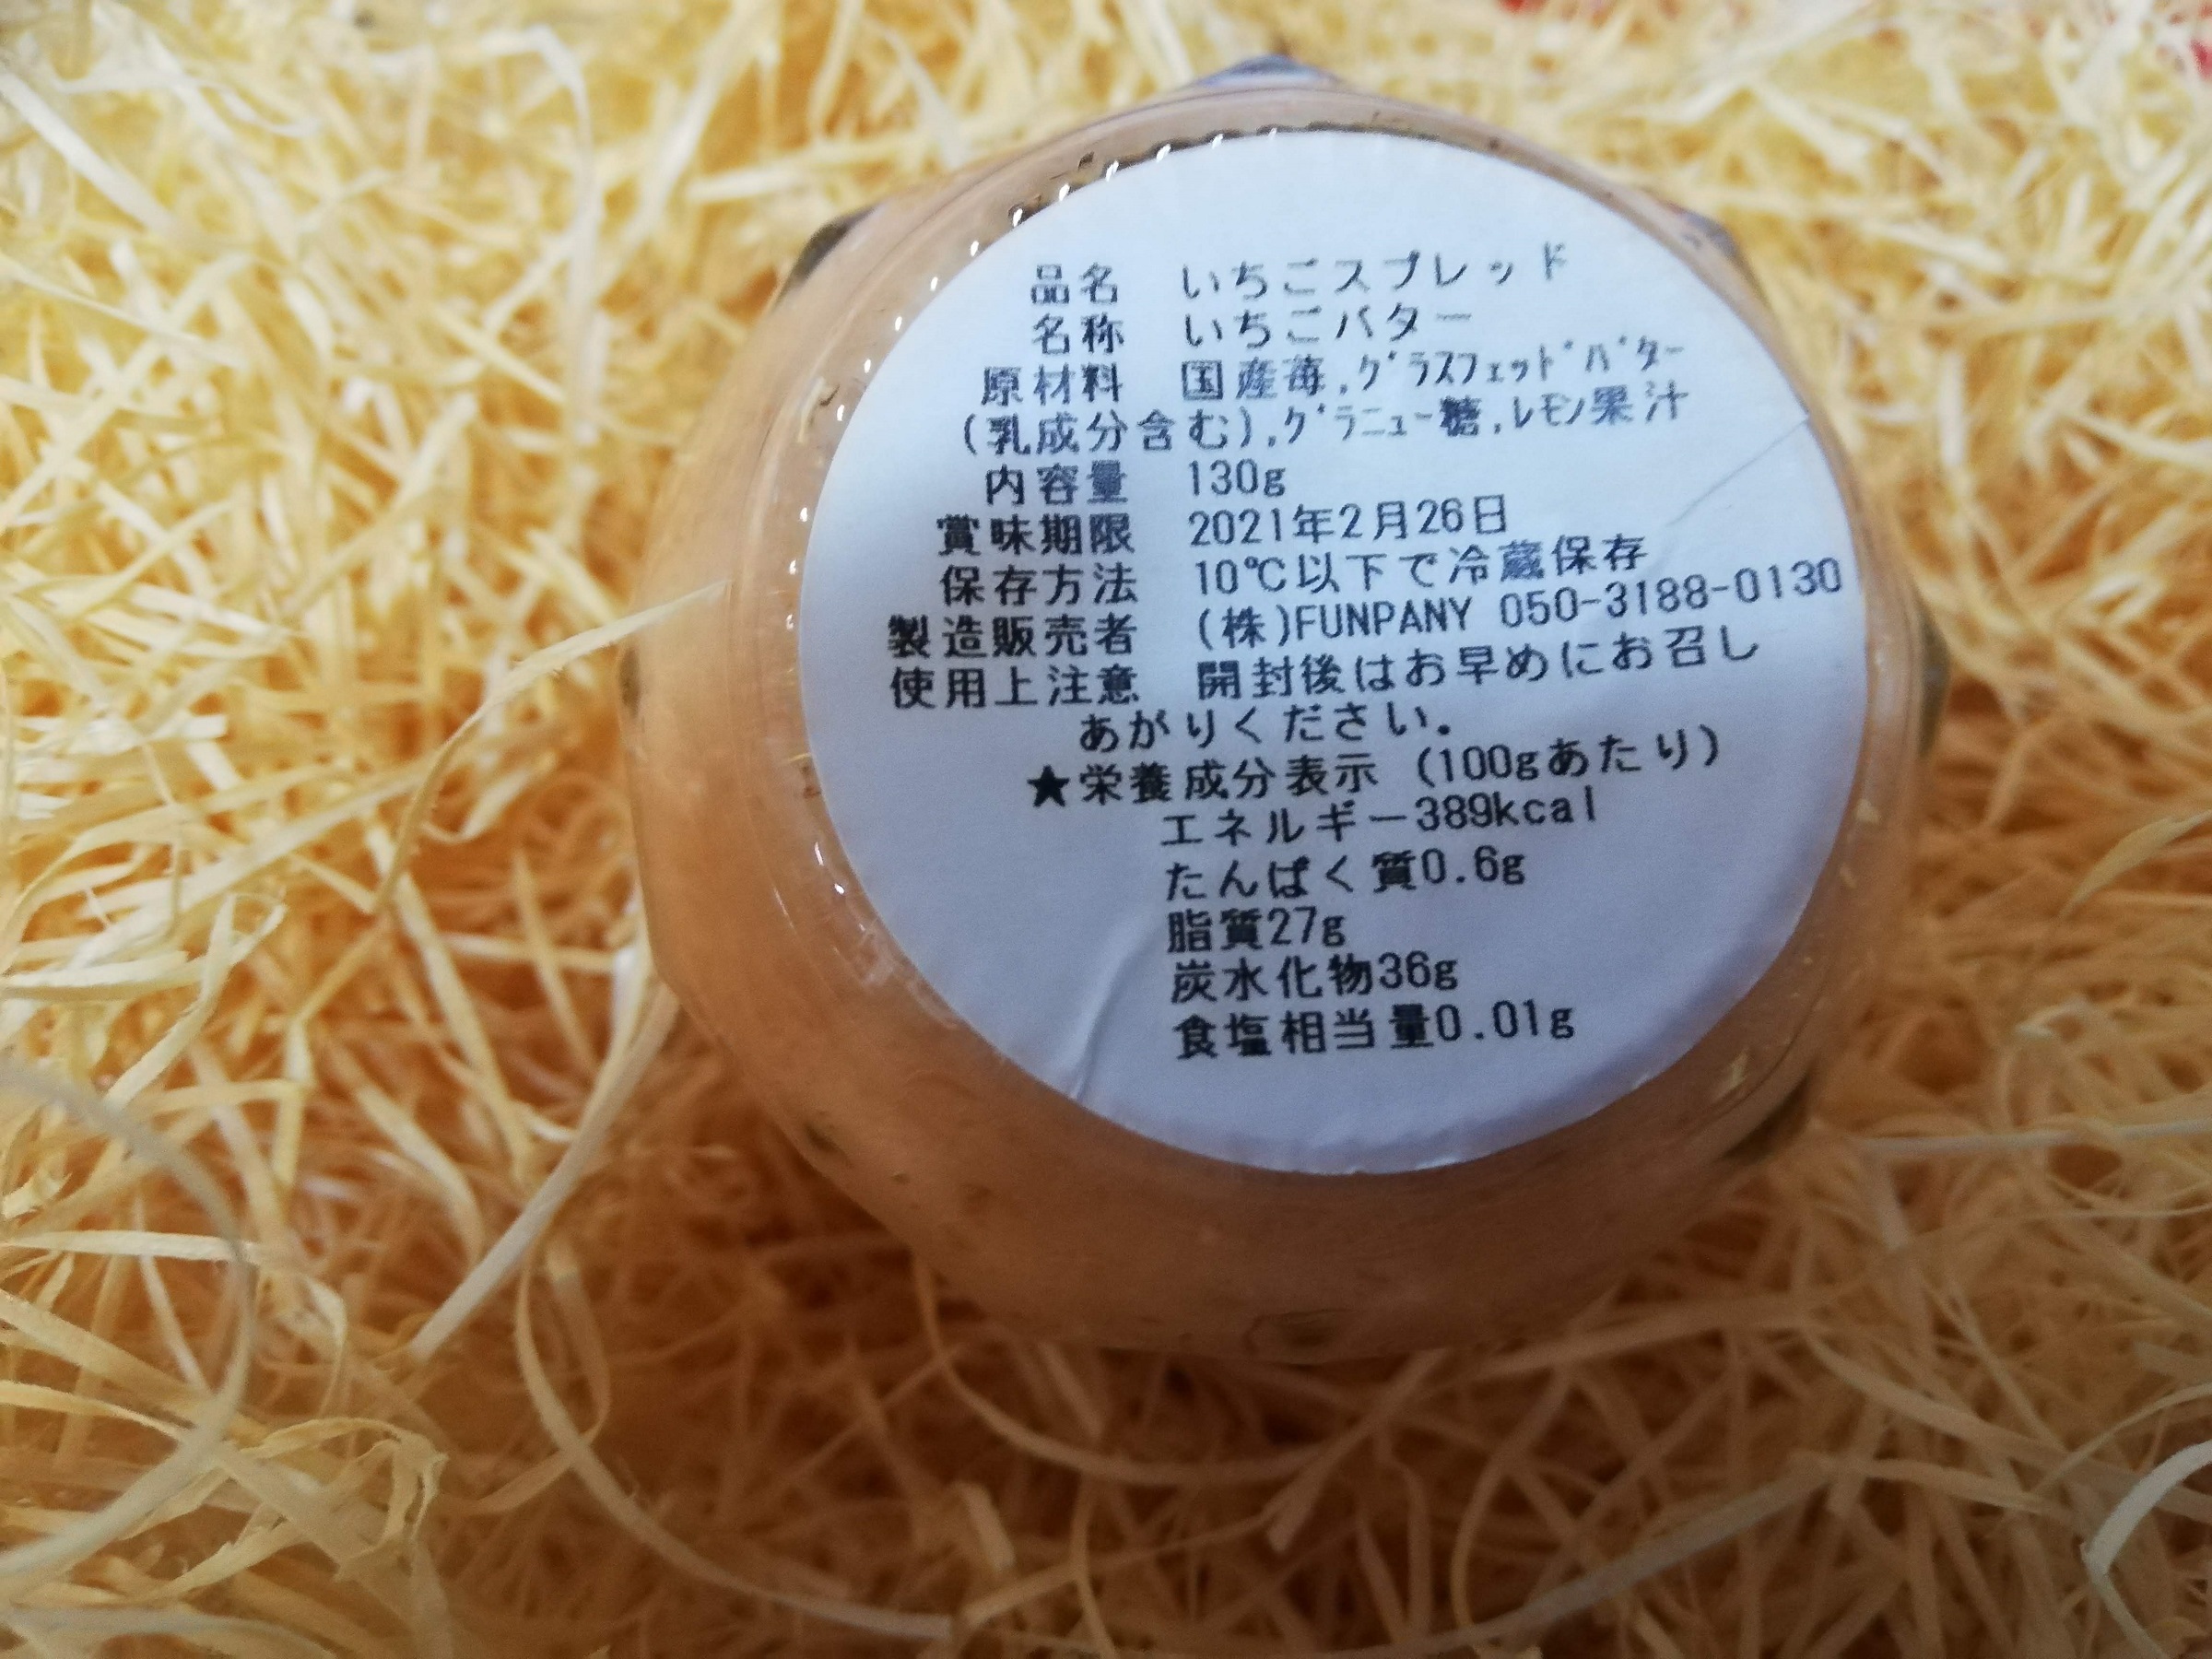 品名 いちごスプレッド
名称 いちごバター
原材料 国産苺,ｸﾞﾗｽﾌｪｯﾄﾞﾊﾞﾀｰ
(乳成分含む),ｸﾞﾗﾆｭｰ糖,ﾚﾓﾝ果汁
内容量 130g
賞味期限 2021年2月26日
保存方法 10℃以下で冷蔵保存
製造販売者 (株)FUNPANY 050-3188-0130
使用上注意 開封後はお早めにお召し
あがりください。
★栄養成分表示 (100gあたり)
エネルギー389kcal
たんぱく質0.6g
脂質27g
炭水化物36g
食塩相当量0.01g